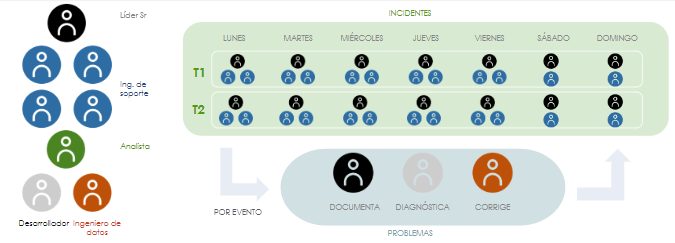 Líder Sr
Ing. de
soporte
Analista
Desarrollador
Ingeniero de
datos
INCIDENTES
LUNES MARTES MIÉRCOLES JUEVES VIERNES SÁBADO DOMINGO
T1
T2
POR EVENTO
DOCUMENTA DIAGNÓSTICA CORRIGE
PROBLEMAS